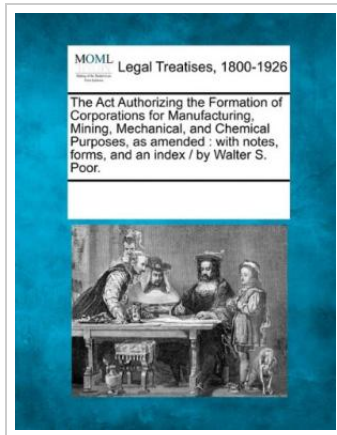 MOML
Legal Treatises, 1800-1926
The Act Authorizing the Formation of
Corporations for Manufacturing,
Mining, Mechanical, and Chemical
Purposes, as amended : with notes,
forms, and an index / by Walter S.
Poor.